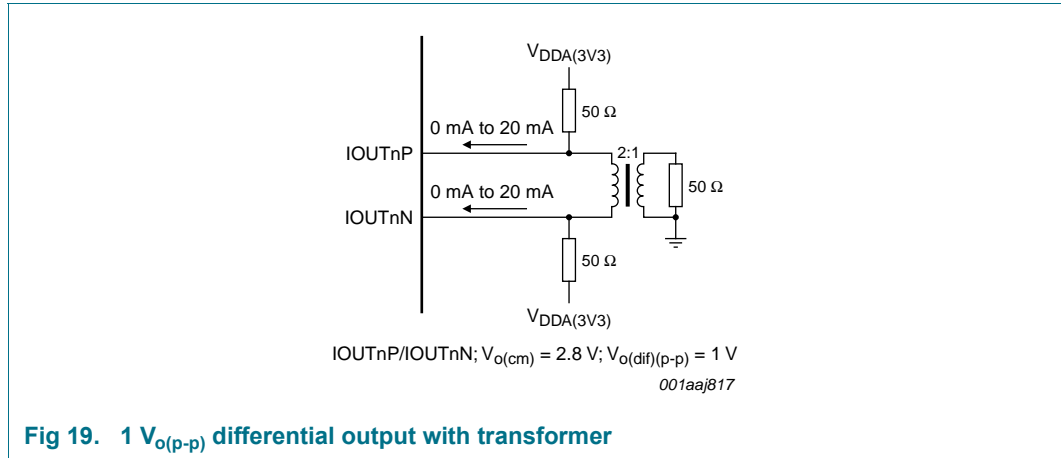 VDDA(3V3)
50 Ω
0 mA to 20 mA
IOUTnP
2:1
50 Ω
0 mA to 20 mA
IOUTnN
50 Ω
VDDA(3V3)
IOUTnP/IOUTnN; Vo(cm) = 2.8 V; Vo(dif)(p-p) = 1 V
001aaj817
Fig 19. 1 Vo(p-p) differential output with transformer